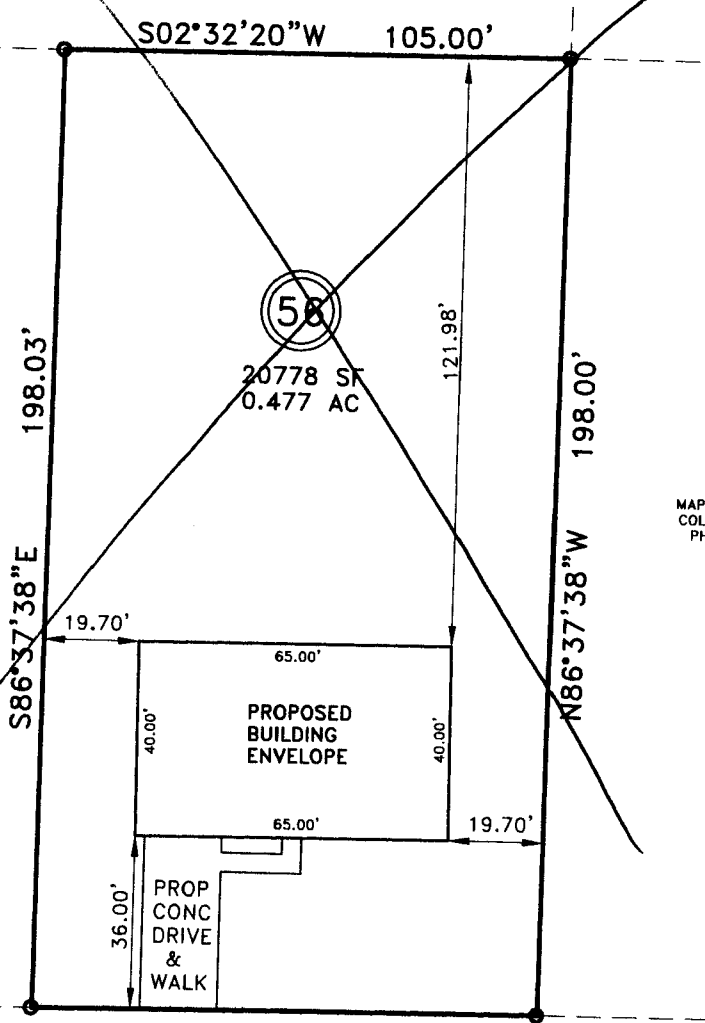 S02°32'20"W 105.00'
198.03'
S86°37'38"E
56
20778 SF
0.477 AC
121.98'
198.00'
N86°37'38"W
MAP
COL
19.70'
65.00'
40.00'
PROPOSED
BUILDING
ENVELOPE
40.00'
65.00'
19.70'
36.00'
PROP
CONC
DRIVE
&
WALK